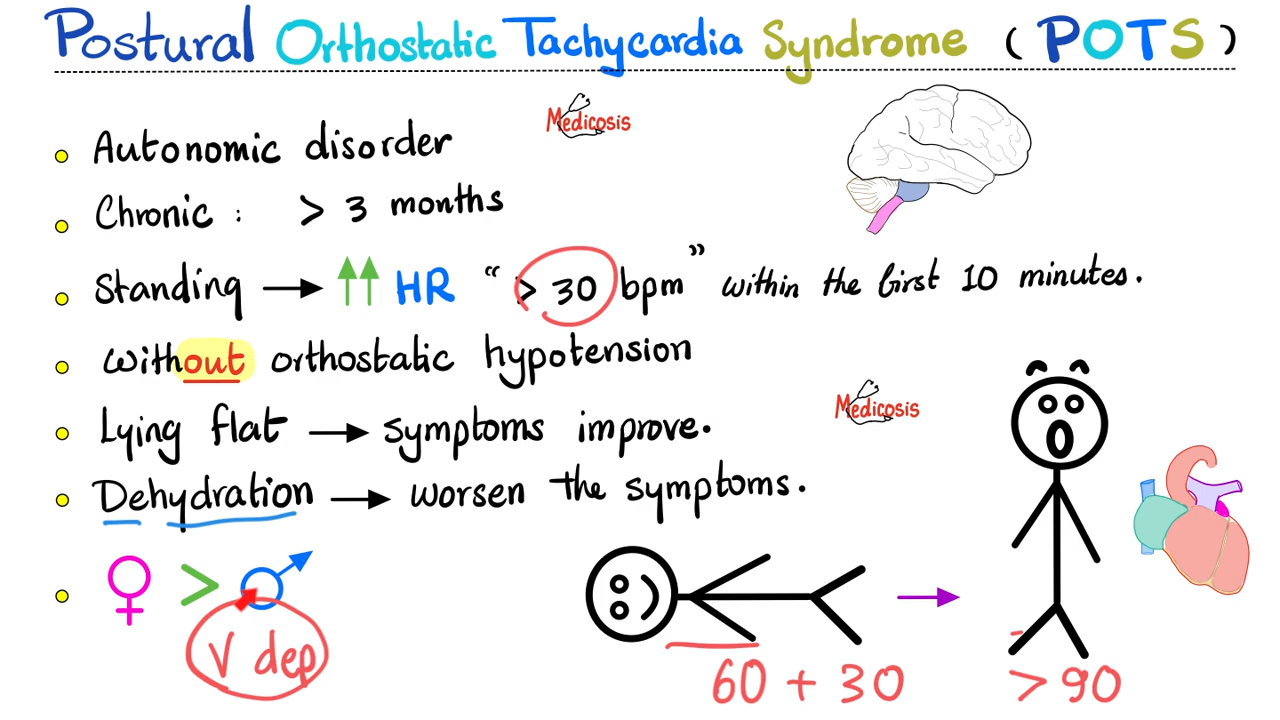 Postural Orthostatic Tachycardia Syndrome (POTS)
Medicosis
Autonomic disorder
Chronic : > 3 months
Standing → ↑↑ HR " > 30 bpm " within the first 10 minutes.
without orthostatic hypotension
Medicosis
Lying flat → symptoms improve.
Dehydration → worsen the symptoms.
♀ > ♂
V dep
60 + 30
> 90